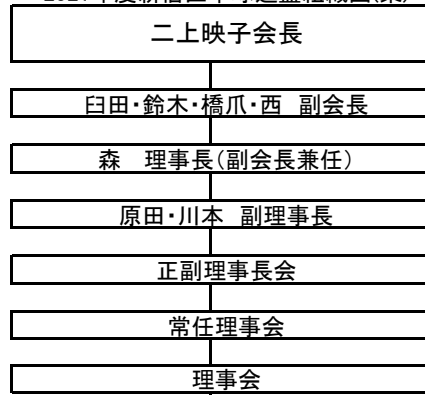 二上映子会長
臼田・鈴木・橋爪・西　副会長
森　理事長(副会長兼任)
原田・川本 副理事長
正副理事長会
常任理事会
理事会